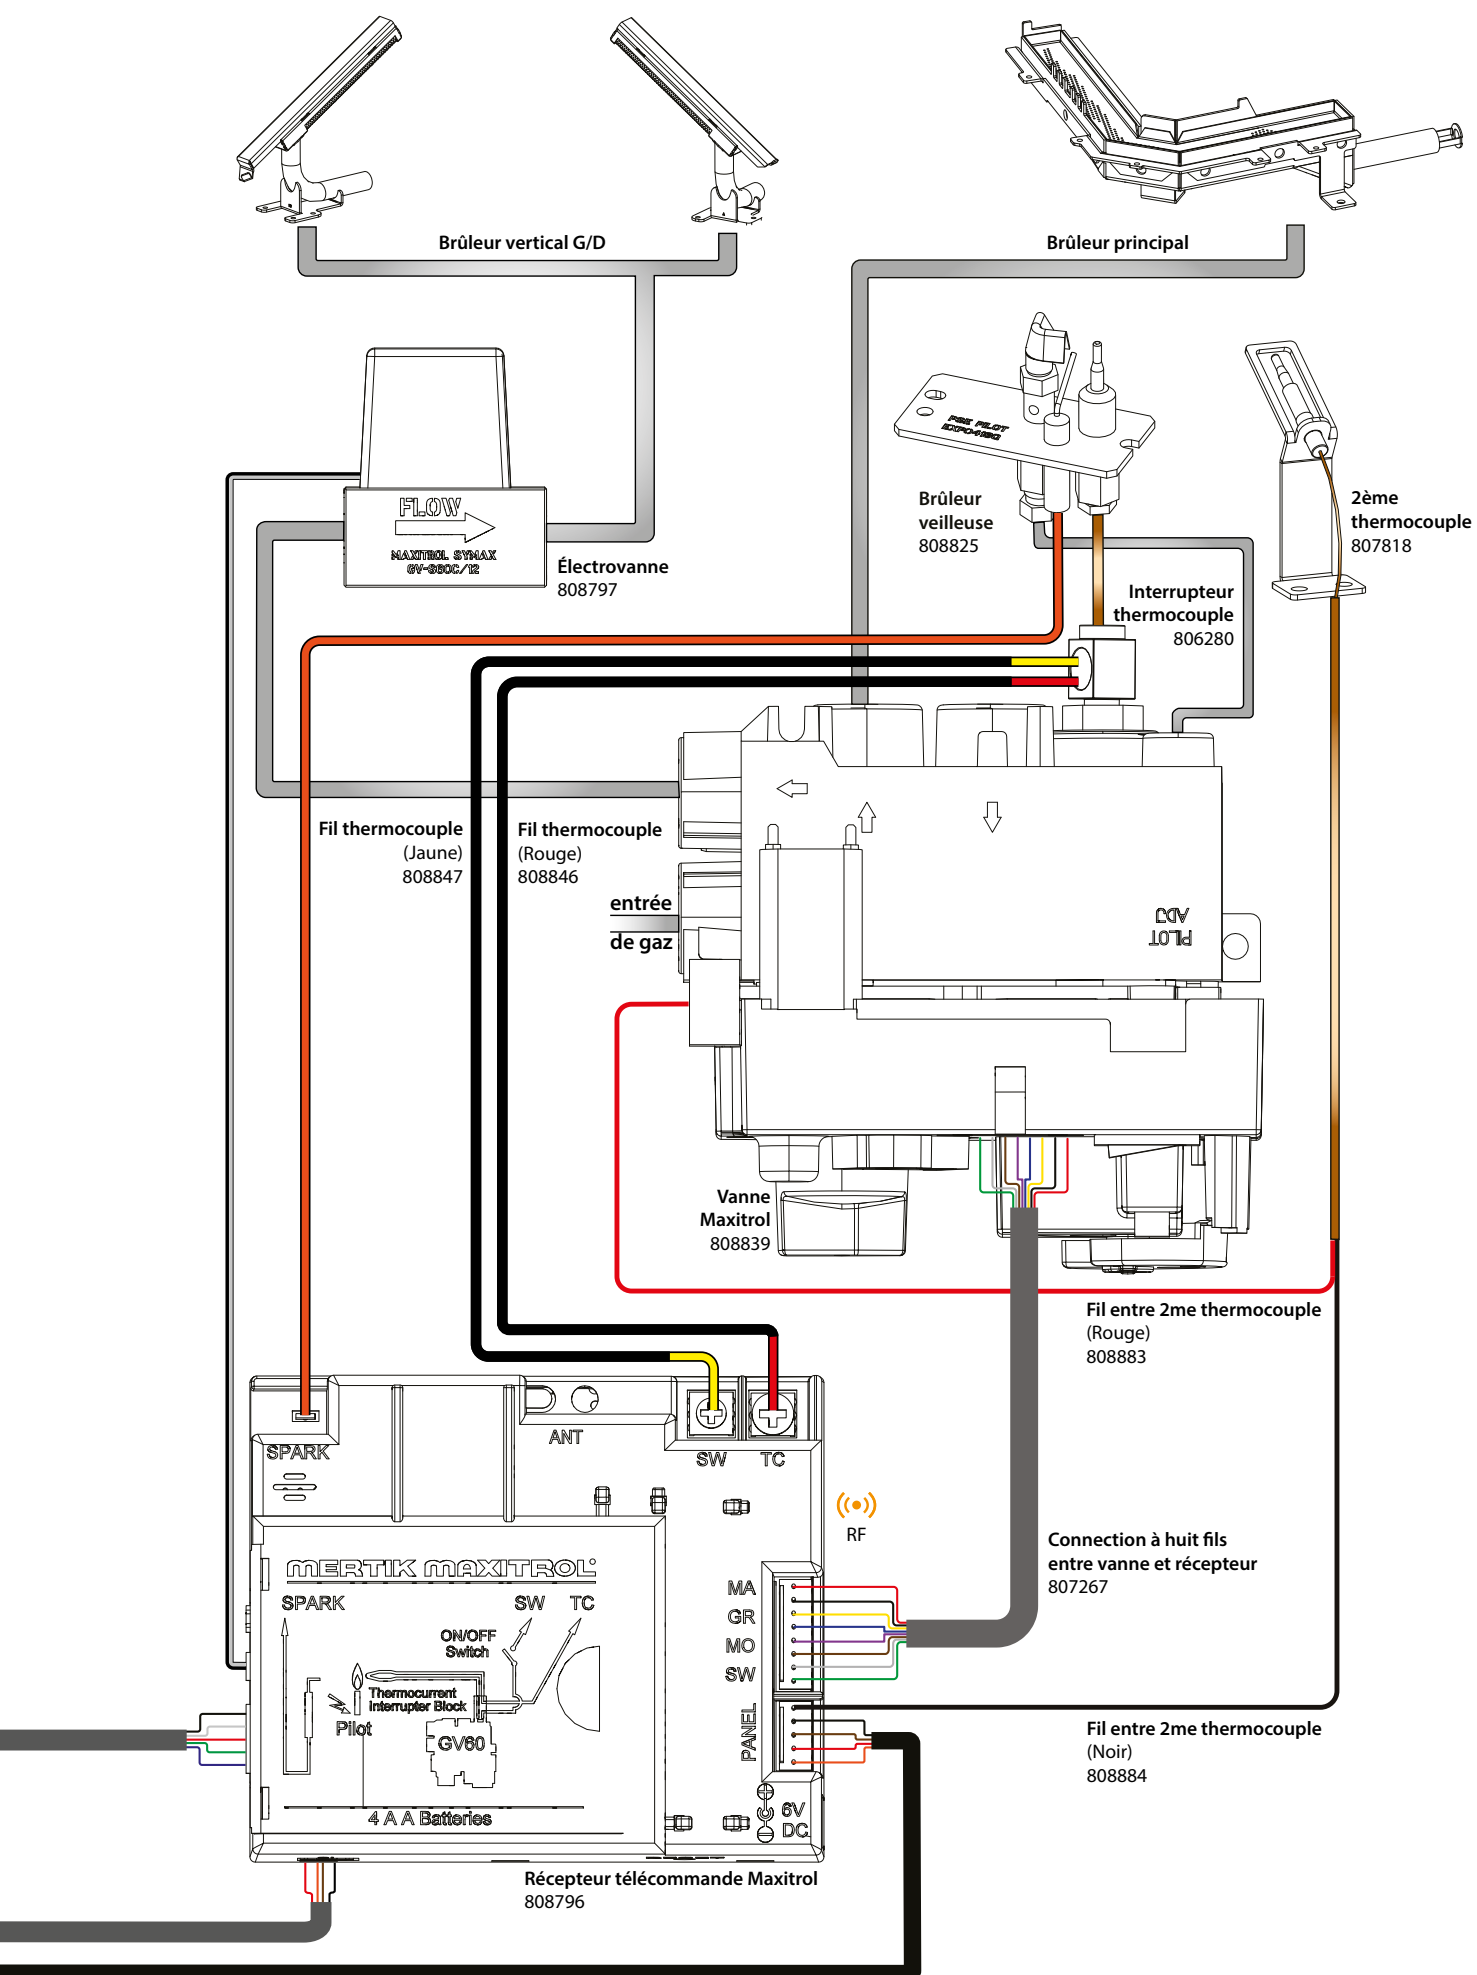 Brûleur vertical G/D
Brûleur principal
PSE PILOT
FLOW
MAXITROL SYMAX
GV-S60C/12
Électrovanne
808797
Brûleur
veilleuse
808825
2ème
thermocouple
807818
Interrupteur
thermocouple
806280
Fil thermocouple
(Jaune)
808847
Fil thermocouple
(Rouge)
808846
entrée
de gaz
PILOT
ADJ
Vanne
Maxitrol
808839
Fil entre 2me thermocouple
(Rouge)
808883
SPARK
ANT
SW
TC
RF
Connection à huit fils
entre vanne et récepteur
807267
MERTIK MAXITROL®
SPARK
SW
TC
ON/OFF
Switch
Thermocurrent
Interrupter Block
Pilot
GV60
4 A A Batteries
MA
GR
MO
SW
PANEL
6V
DC
Fil entre 2me thermocouple
(Noir)
808884
Récepteur télécommande Maxitrol
808796